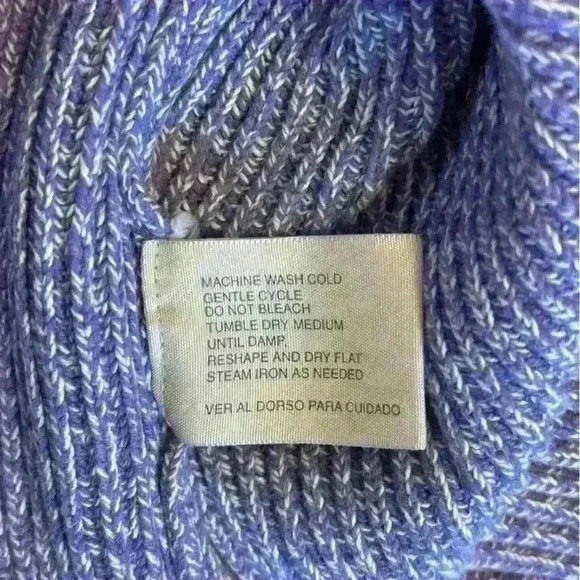 MACHINE WASH COLD
GENTLE CYCLE
DO NOT BLEACH
TUMBLE DRY MEDIUM
UNTIL DAMP,
RESHAPE AND DRY FLAT
STEAM IRON AS NEEDED
VER AL DORSO PARA CUIDADO